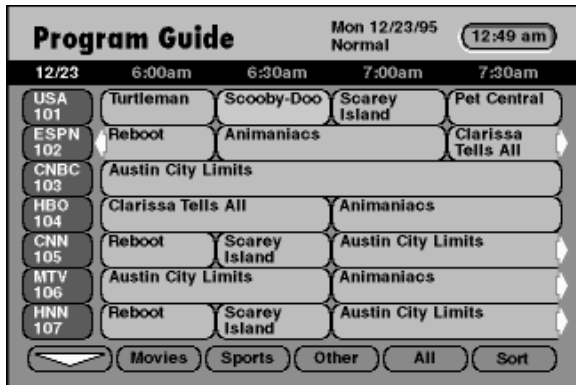 Program Guide
Mon 12/23/95
Normal
12:49 am
12/23 6:00am 6:30am 7:00am 7:30am
USA
101
Turtleman
Scooby-Doo
Scarey
Island
Pet Central
ESPN
102
Reboot
Animaniacs
Clarissa
Tells All
CNBC
103
Austin City Limits
HBO
104
Clarissa Tells All
Animaniacs
CNN
105
Reboot
Scarey
Island
Austin City Limits
MTV
106
Austin City Limits
Animaniacs
HNN
107
Reboot
Scarey
Island
Austin City Limits
Movies Sports Other All Sort